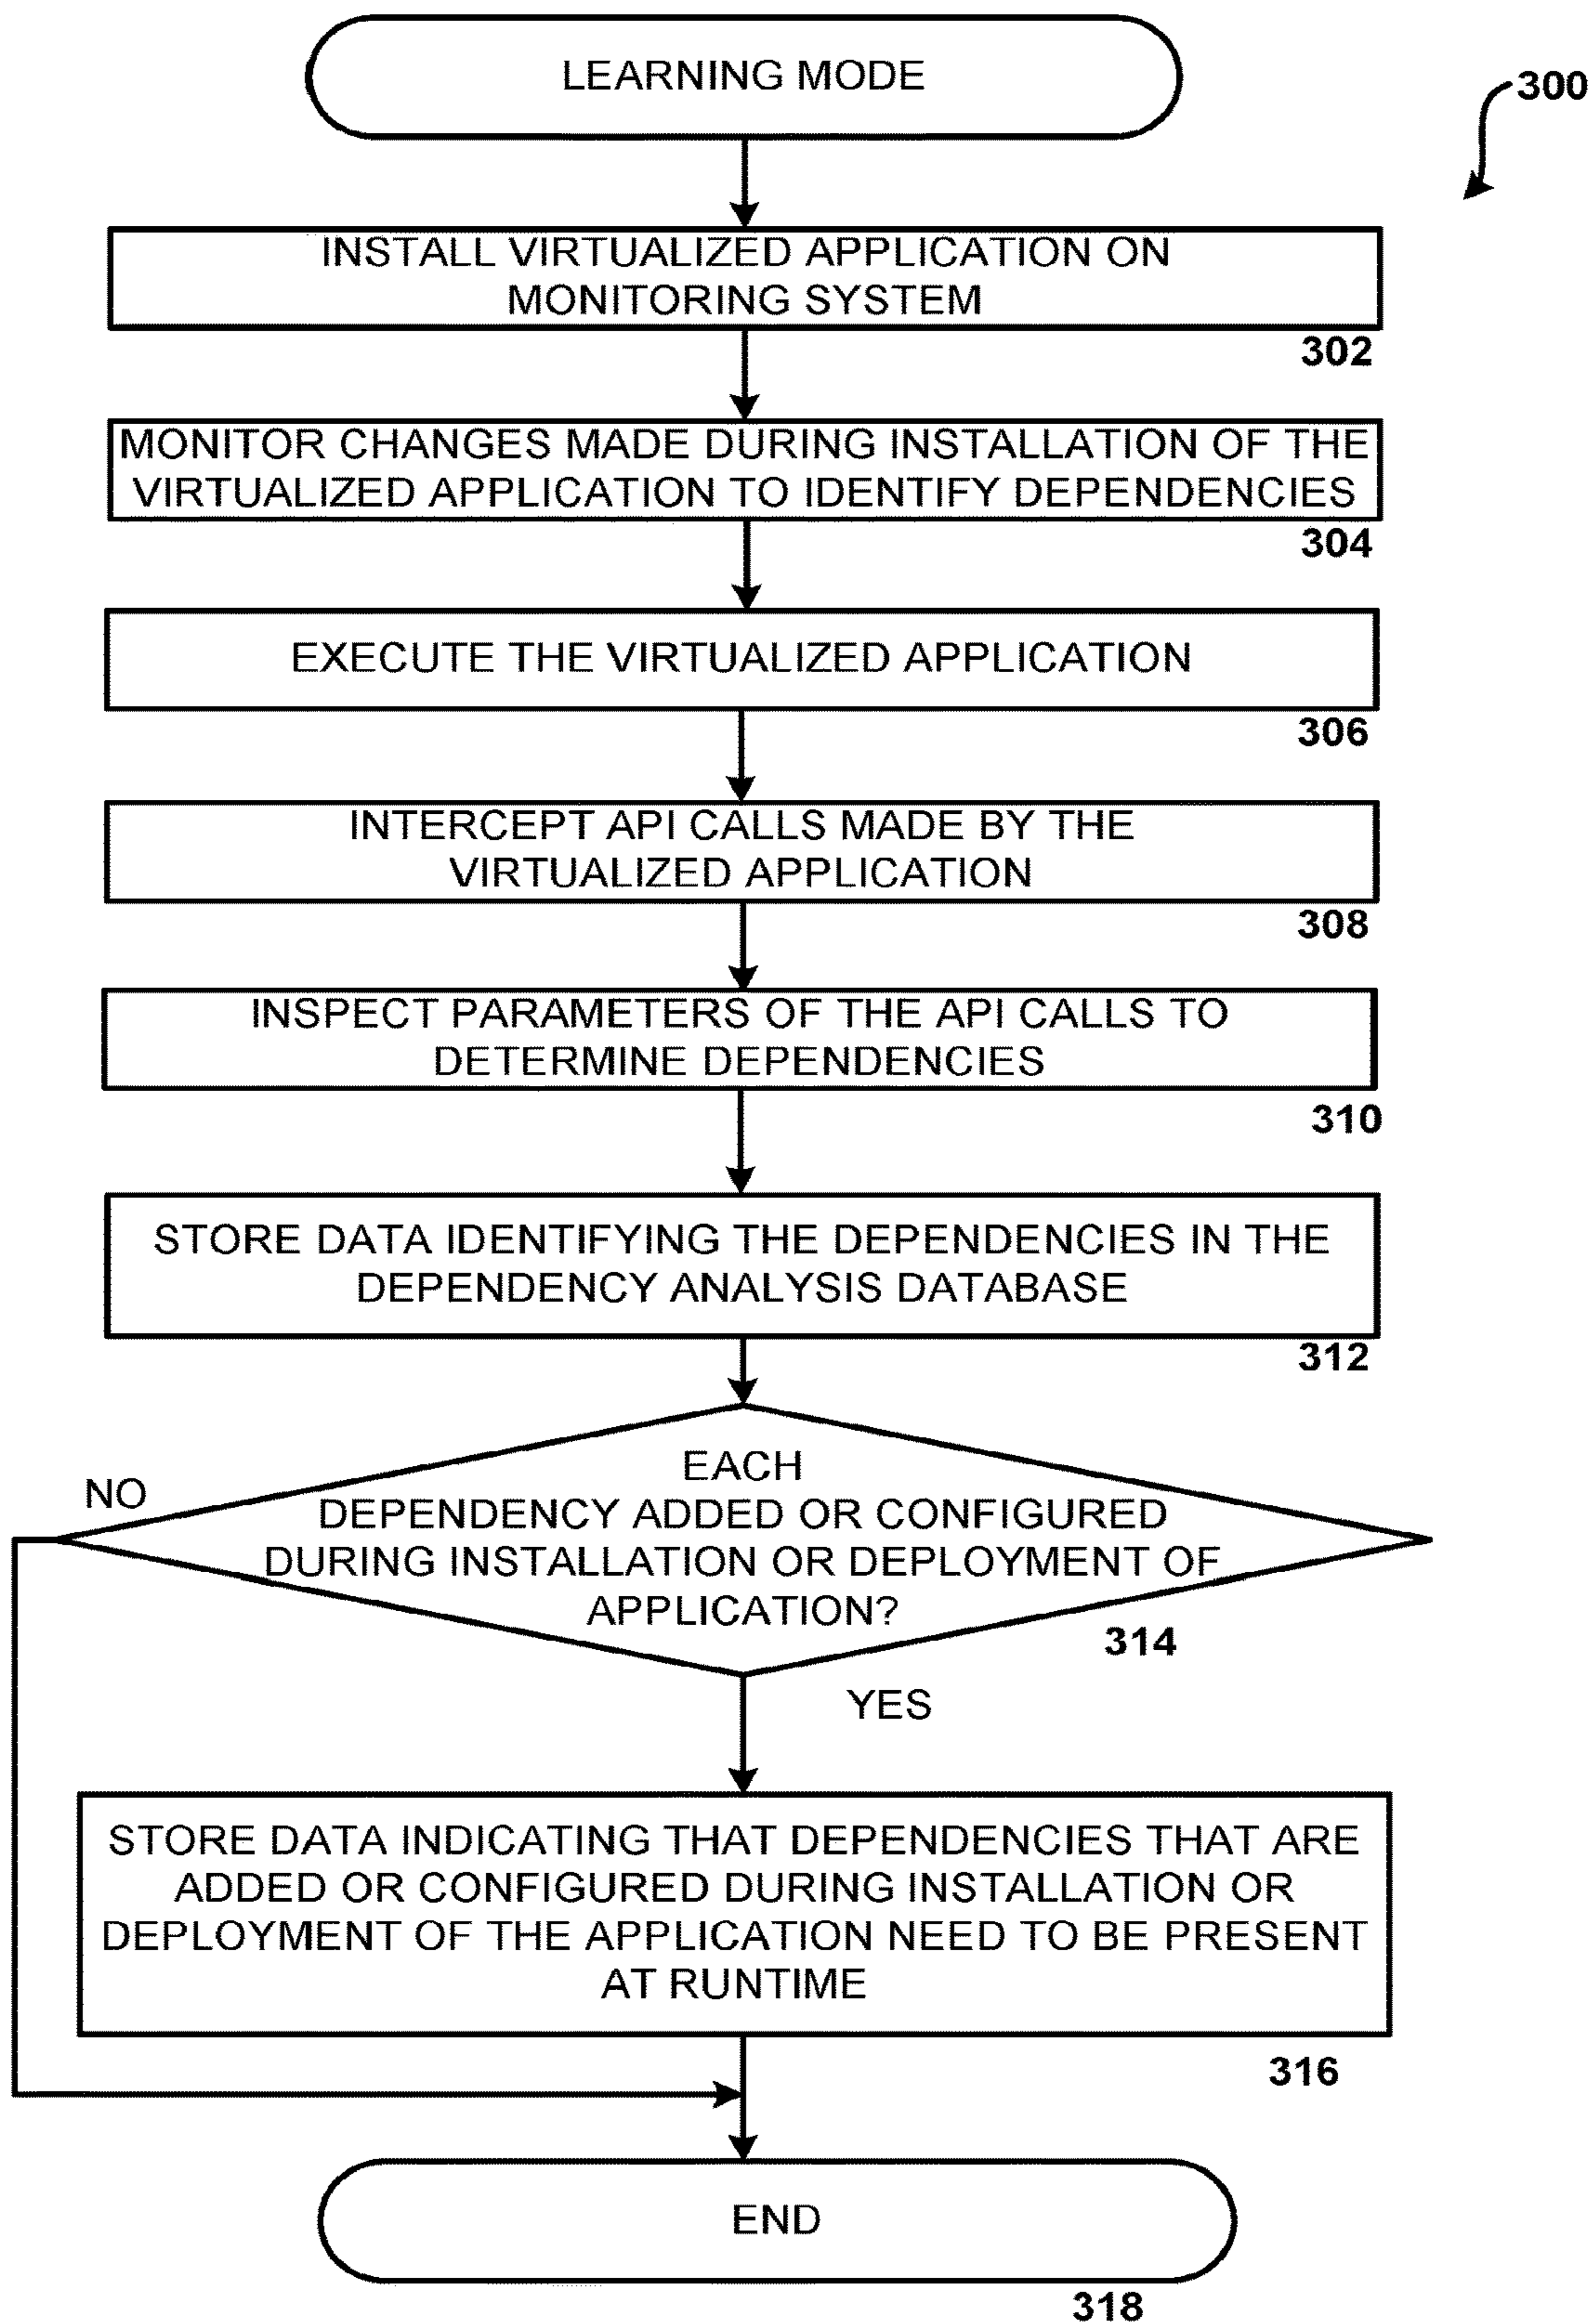 LEARNING MODE
300
INSTALL VIRTUALIZED APPLICATION ON
MONITORING SYSTEM
302
MONITOR CHANGES MADE DURING INSTALLATION OF THE
VIRTUALIZED APPLICATION TO IDENTIFY DEPENDENCIES
304
EXECUTE THE VIRTUALIZED APPLICATION
306
INTERCEPT API CALLS MADE BY THE
VIRTUALIZED APPLICATION
308
INSPECT PARAMETERS OF THE API CALLS TO
DETERMINE DEPENDENCIES
310
STORE DATA IDENTIFYING THE DEPENDENCIES IN THE
DEPENDENCY ANALYSIS DATABASE
312
EACH
DEPENDENCY ADDED OR CONFIGURED
DURING INSTALLATION OR DEPLOYMENT OF
APPLICATION?
314
NO
YES
STORE DATA INDICATING THAT DEPENDENCIES THAT ARE
ADDED OR CONFIGURED DURING INSTALLATION OR
DEPLOYMENT OF THE APPLICATION NEED TO BE PRESENT
AT RUNTIME
316
END
318